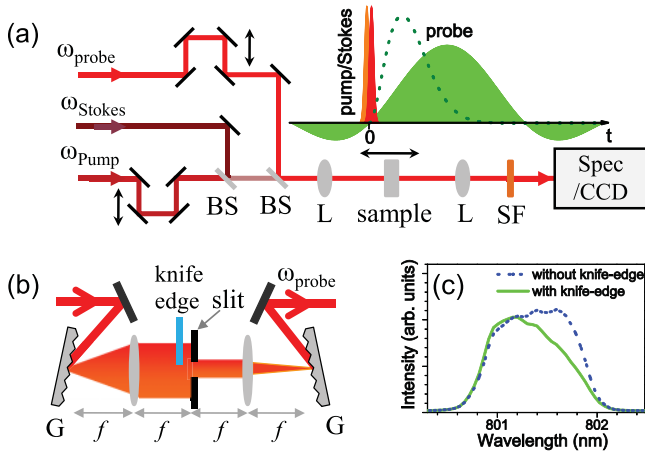 (a)
ωprobe
ωStokes
ωPump
BS
BS
L
sample
L
SF
Spec
/CCD
pump/Stokes
probe
0
t
(b)
knife
edge
slit
ωprobe
G
G
f
f
f
f
(c)
without knife-edge
with knife-edge
Intensity (arb. units)
801
802
Wavelength (nm)